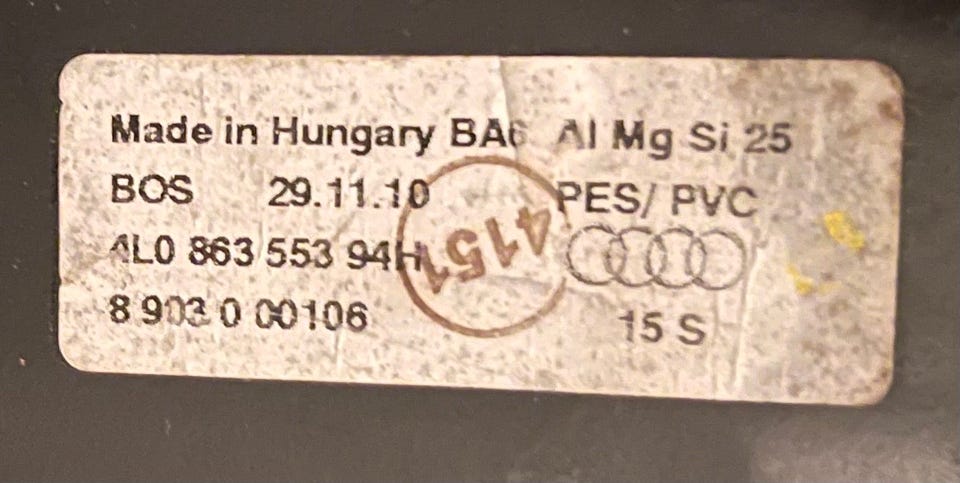 Made in Hungary BA6 Al Mg Si 25
BOS 29.11.10 PES/ PVC
4L0 863 553 94H
8 903 0 00106
15 S
4151